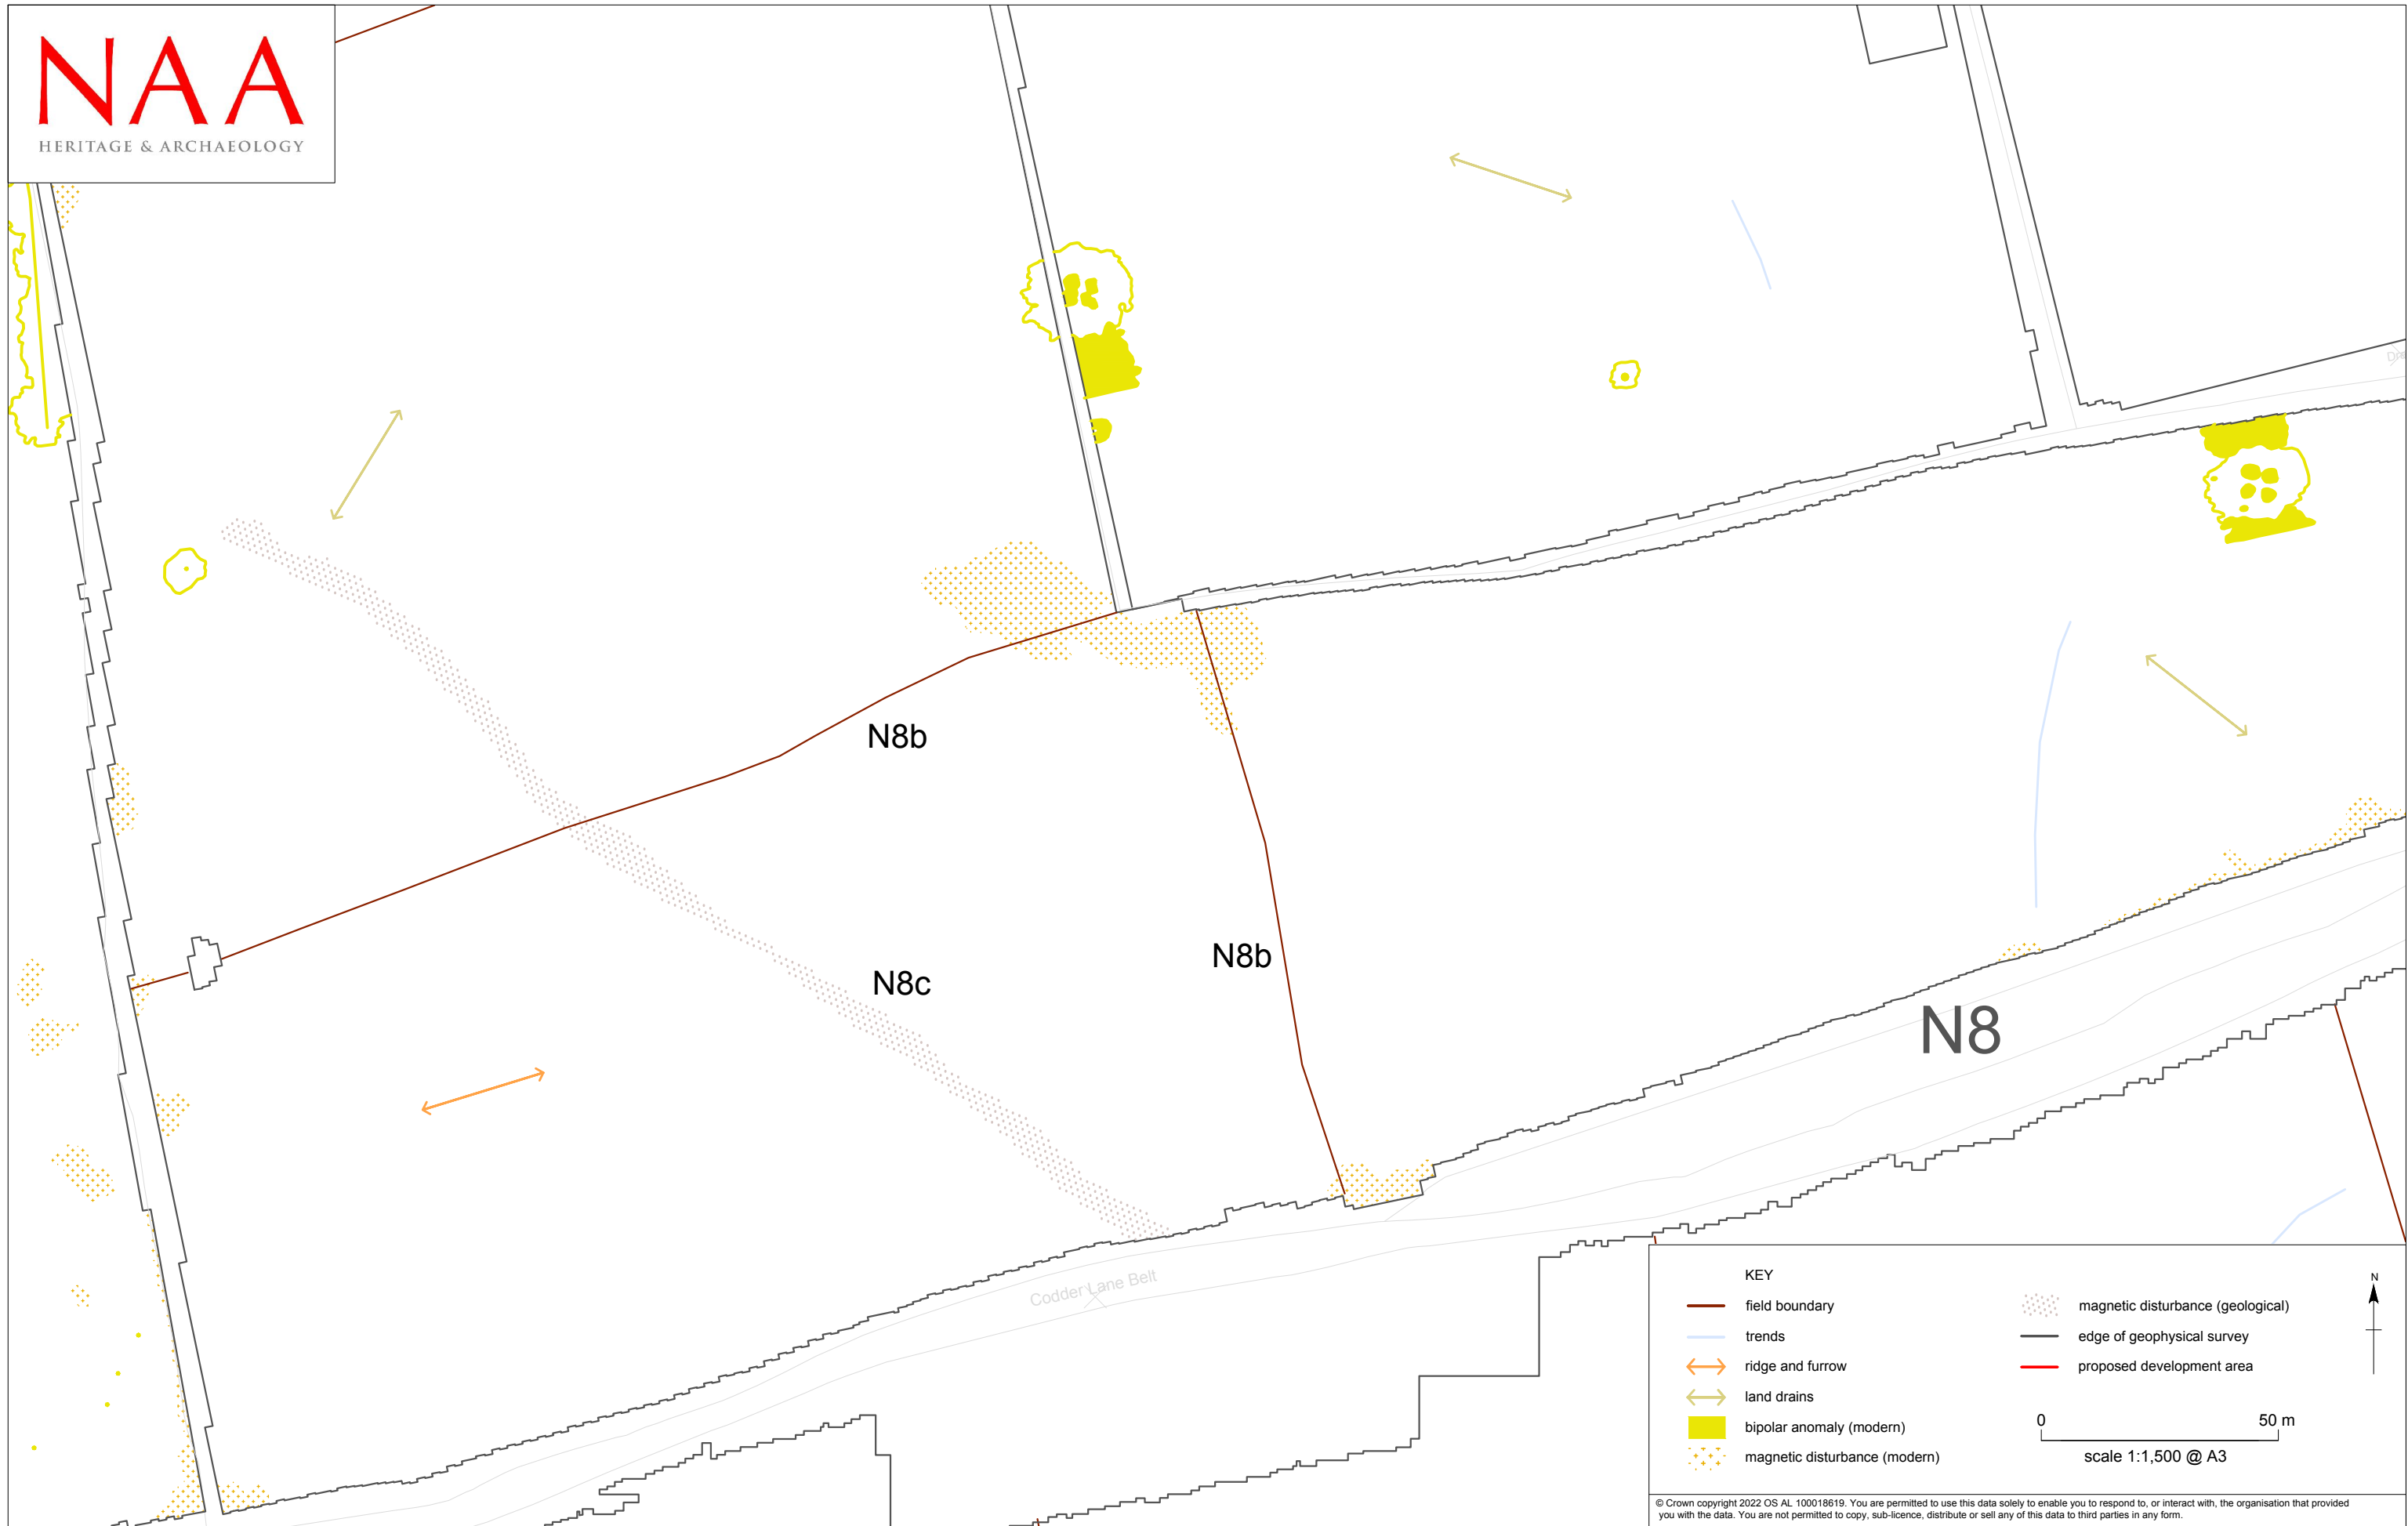 NAA
HERITAGE & ARCHAEOLOGY
N8b
N8b
N8c
N8
Codder Lane Belt
KEY
field boundary
trends
ridge and furrow
land drains
bipolar anomaly (modern)
magnetic disturbance (modern)
magnetic disturbance (geological)
edge of geophysical survey
proposed development area
N
0 50 m
scale 1:1,500 @ A3
© Crown copyright 2022 OS AL 100018619. You are permitted to use this data solely to enable you to respond to, or interact with, the organisation that provided
you with the data. You are not permitted to copy, sub-licence, distribute or sell any of this data to third parties in any form.